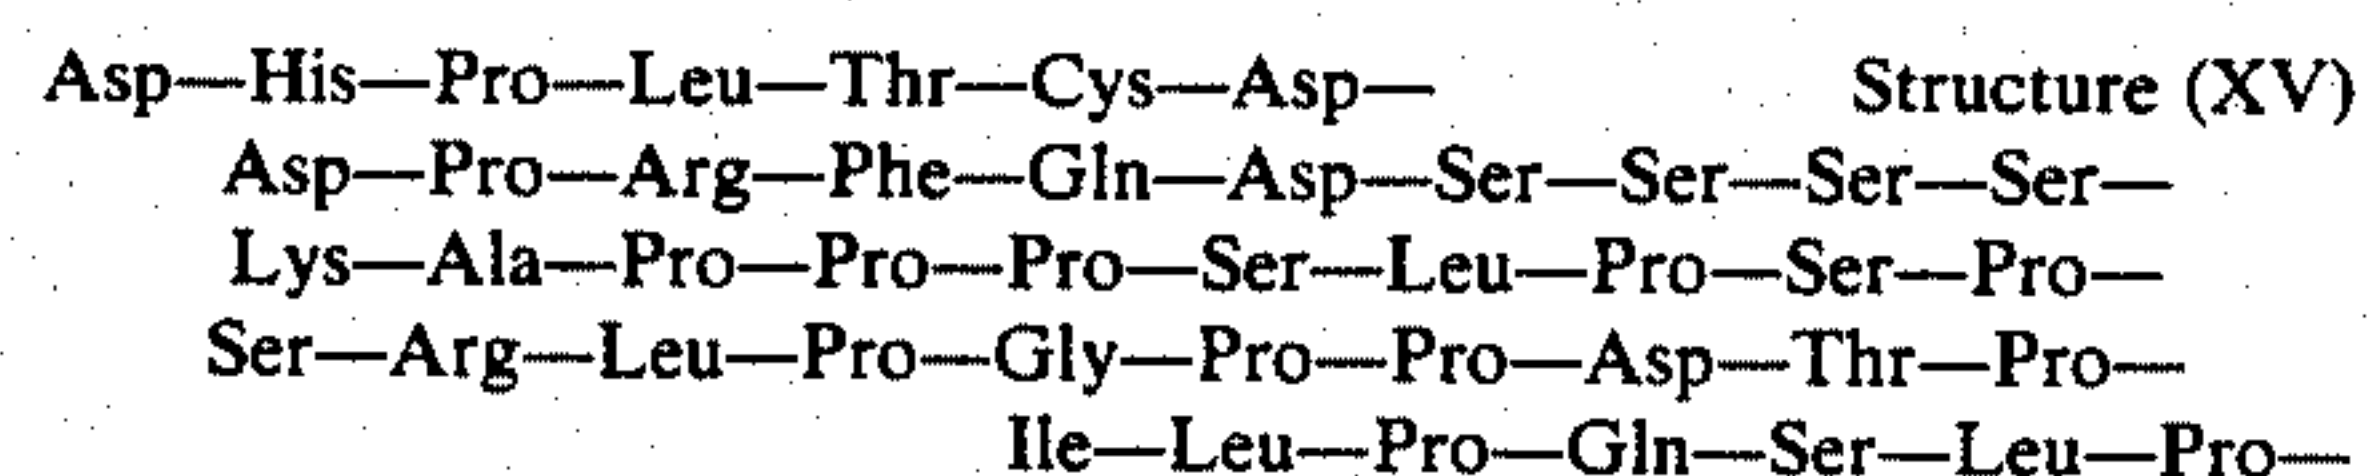 Asp—His—Pro—Leu—Thr—Cys—Asp— Structure (XV)
Asp—Pro—Arg—Phe—Gln—Asp—Ser—Ser—Ser—Ser—
Lys—Ala—Pro—Pro—Pro—Ser—Leu—Pro—Ser—Pro—
Ser—Arg—Leu—Pro—Gly—Pro—Pro—Asp—Thr—Pro—
Ile—Leu—Pro—Gln—Ser—Leu—Pro—